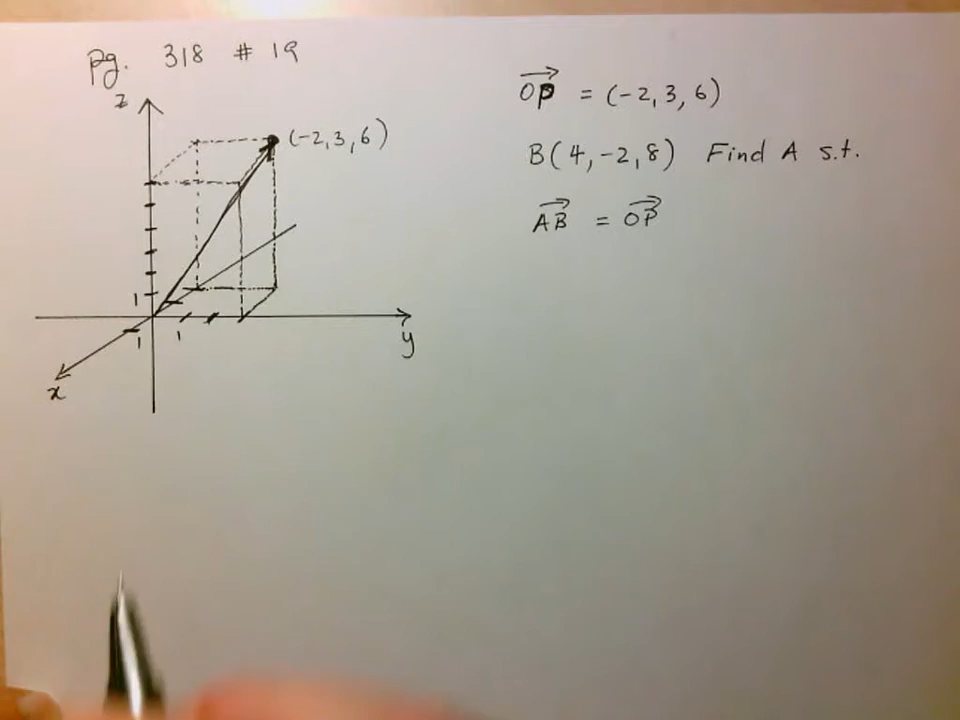 pg. 318 # 19
z
(-2, 3, 6)
1
1
1
y
x
OP = (-2, 3, 6)
B(4, -2, 8) Find A s.t.
AB = OP